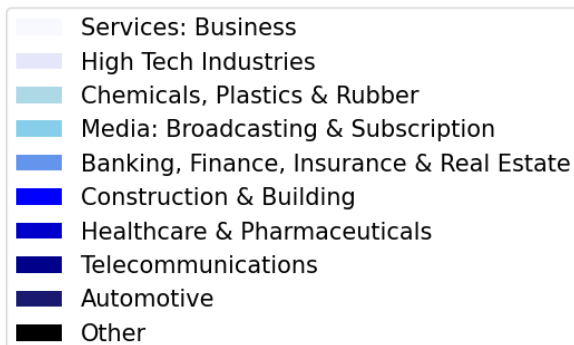 Services: Business
High Tech Industries
Chemicals, Plastics & Rubber
Media: Broadcasting & Subscription
Banking, Finance, Insurance & Real Estate
Construction & Building
Healthcare & Pharmaceuticals
Telecommunications
Automotive
Other